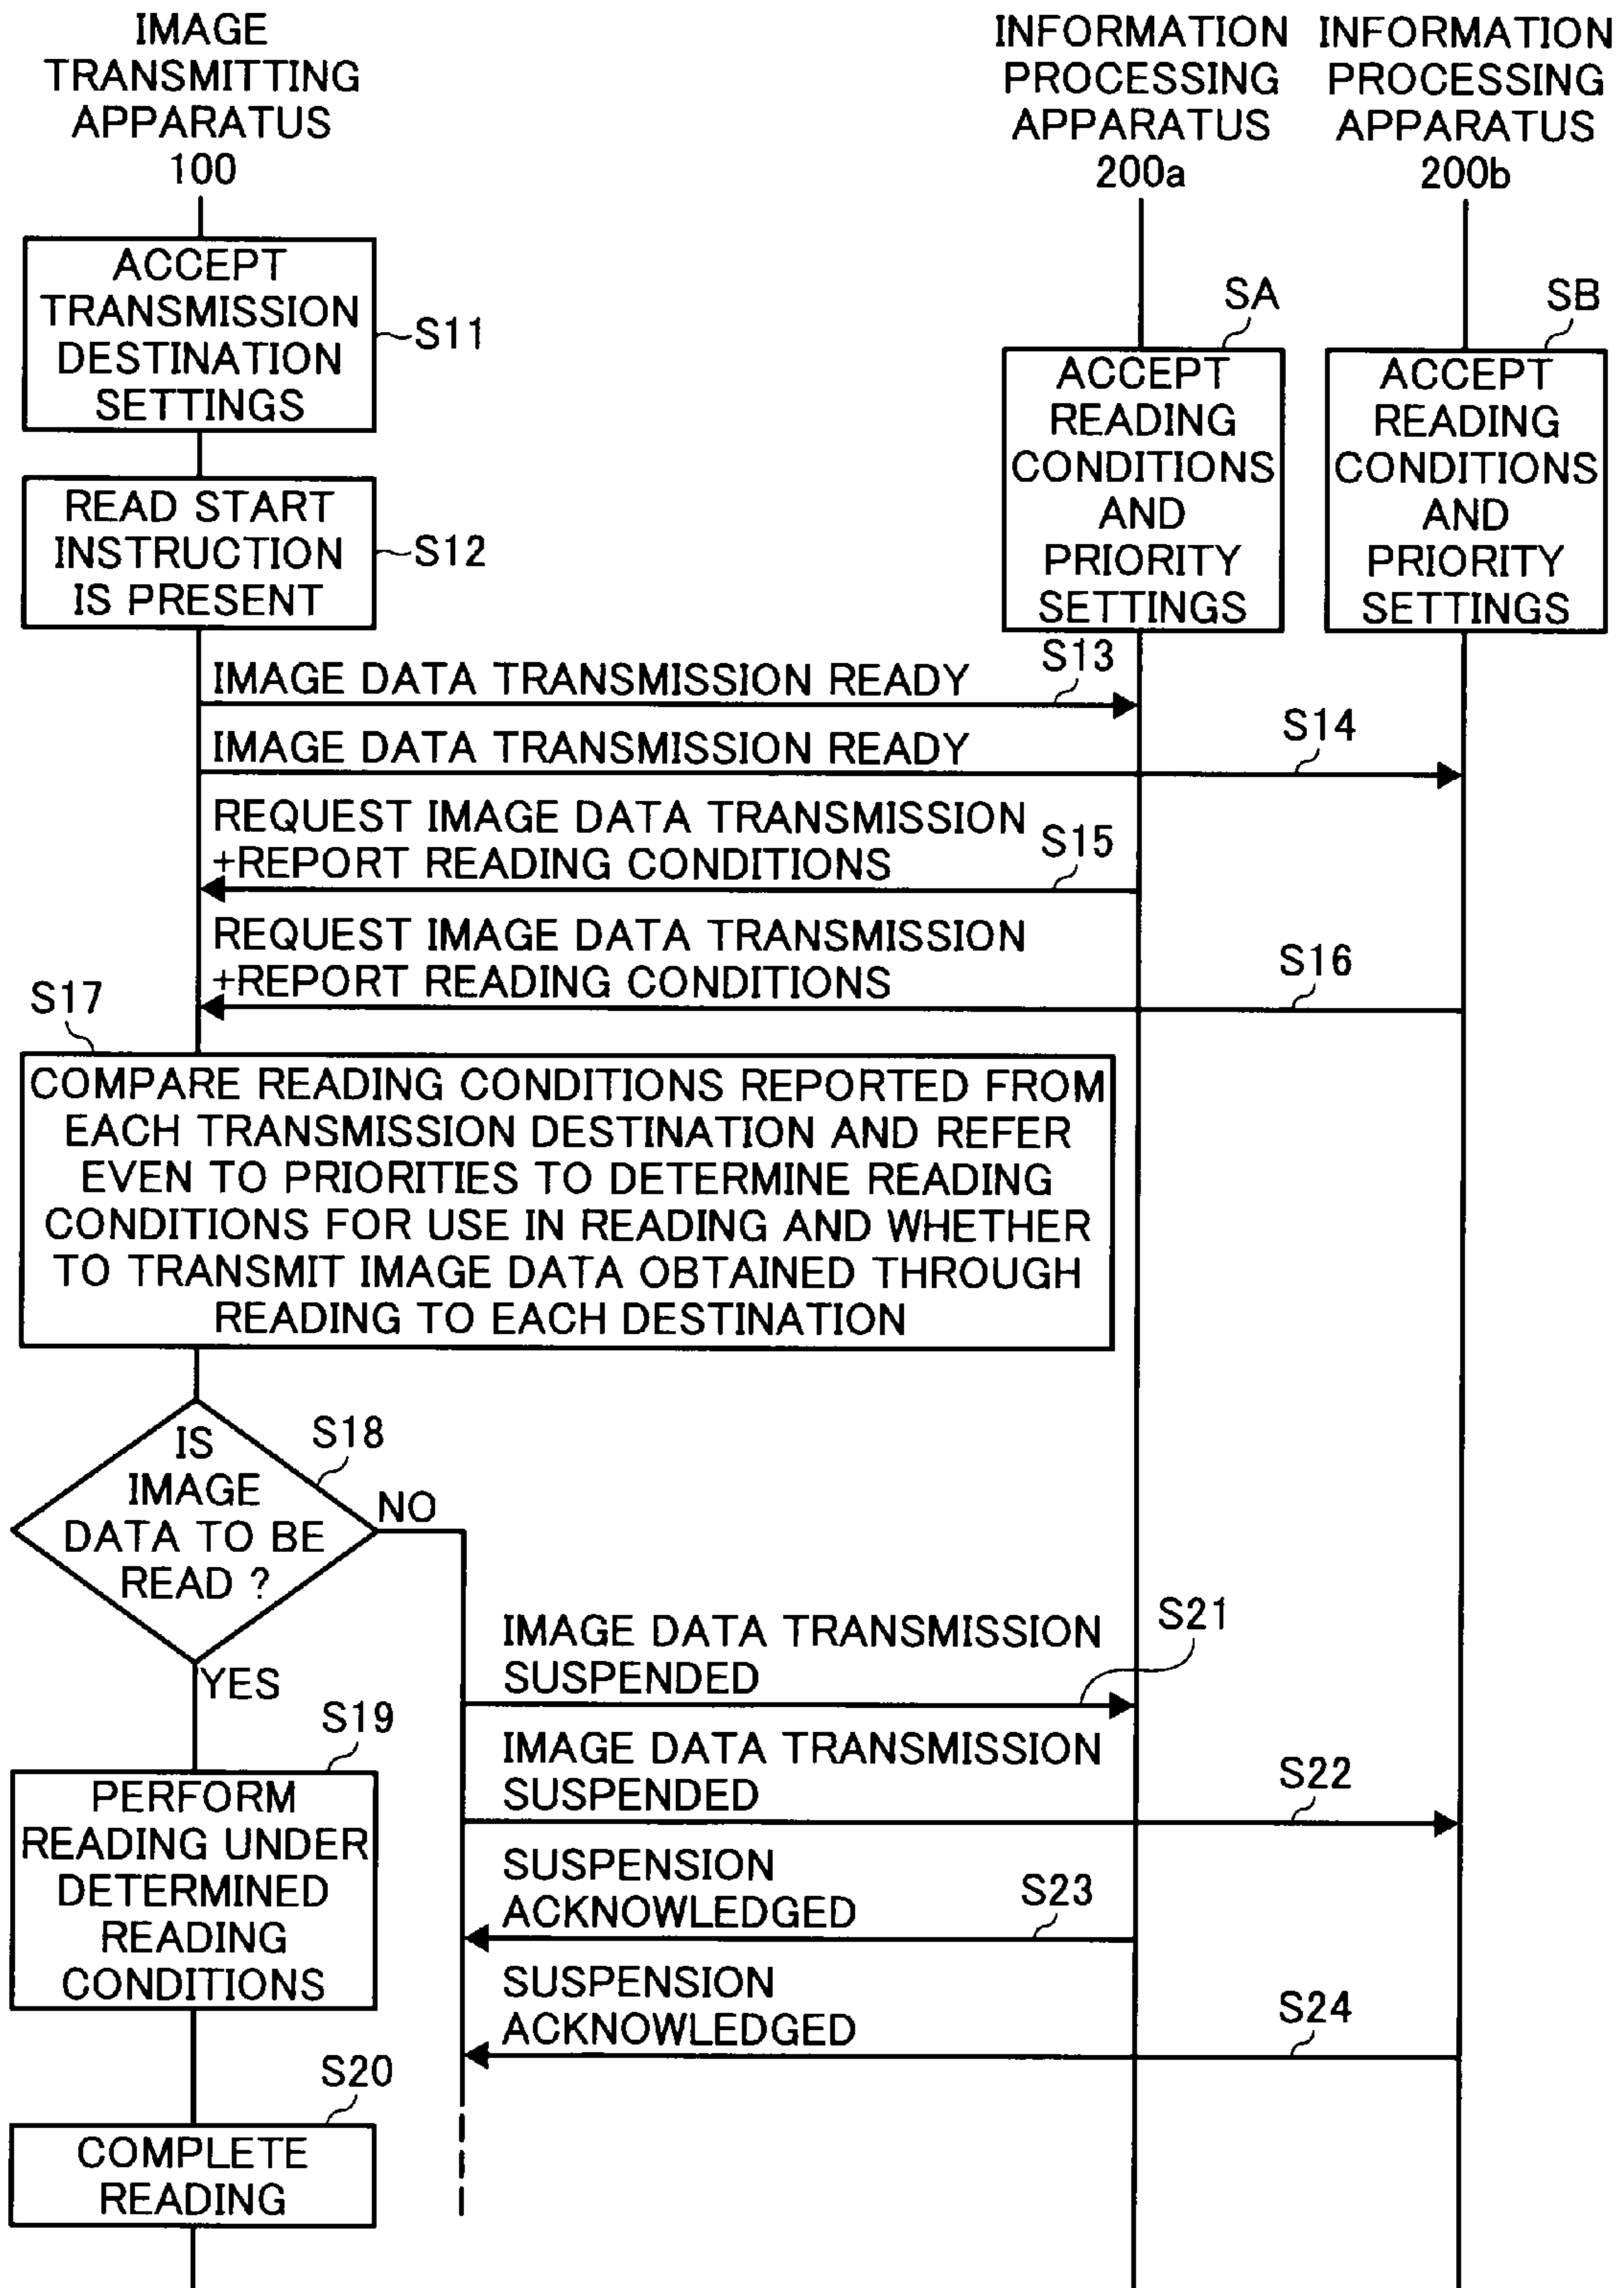 IMAGE
TRANSMITTING
APPARATUS
100
INFORMATION
PROCESSING
APPARATUS
200a
INFORMATION
PROCESSING
APPARATUS
200b
ACCEPT
TRANSMISSION
DESTINATION
SETTINGS
S11
SA
ACCEPT
READING
CONDITIONS
AND
PRIORITY
SETTINGS
SB
ACCEPT
READING
CONDITIONS
AND
PRIORITY
SETTINGS
READ START
INSTRUCTION
IS PRESENT
S12
IMAGE DATA TRANSMISSION READY
S13
IMAGE DATA TRANSMISSION READY
S14
REQUEST IMAGE DATA TRANSMISSION
+REPORT READING CONDITIONS
S15
REQUEST IMAGE DATA TRANSMISSION
+REPORT READING CONDITIONS
S16
S17
COMPARE READING CONDITIONS REPORTED FROM
EACH TRANSMISSION DESTINATION AND REFER
EVEN TO PRIORITIES TO DETERMINE READING
CONDITIONS FOR USE IN READING AND WHETHER
TO TRANSMIT IMAGE DATA OBTAINED THROUGH
READING TO EACH DESTINATION
IS
IMAGE
DATA TO BE
READ ?
S18
NO
YES
IMAGE DATA TRANSMISSION
SUSPENDED
S21
IMAGE DATA TRANSMISSION
SUSPENDED
S22
S19
PERFORM
READING UNDER
DETERMINED
READING
CONDITIONS
SUSPENSION
ACKNOWLEDGED
S23
SUSPENSION
ACKNOWLEDGED
S24
S20
COMPLETE
READING